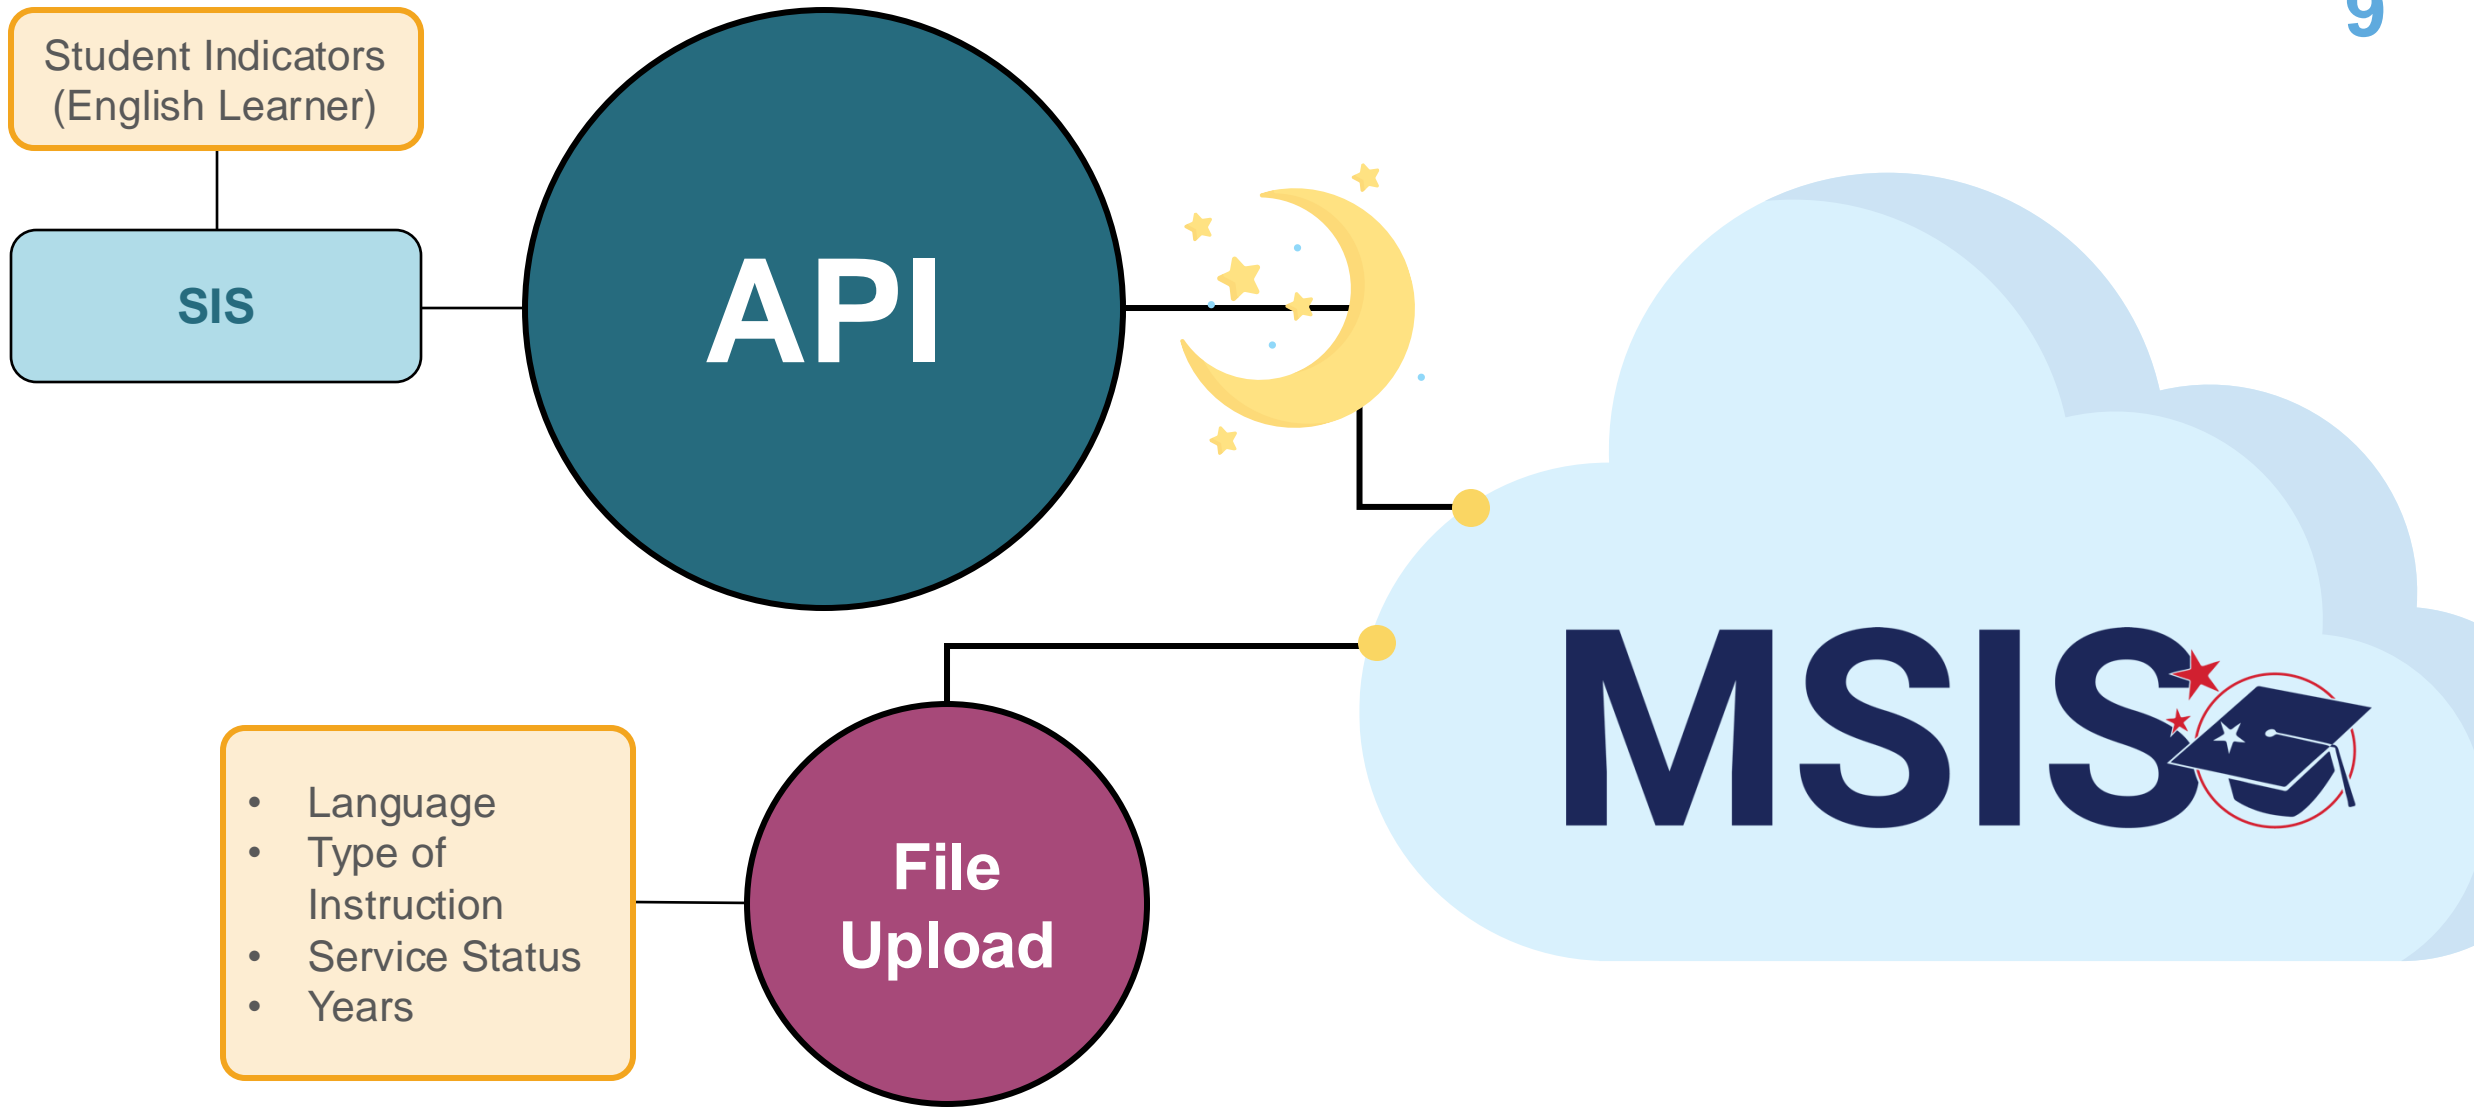 9
Student Indicators
(English Learner)
SIS
API
MSIS
• Language
• Type of
Instruction
• Service Status
• Years
File
Upload